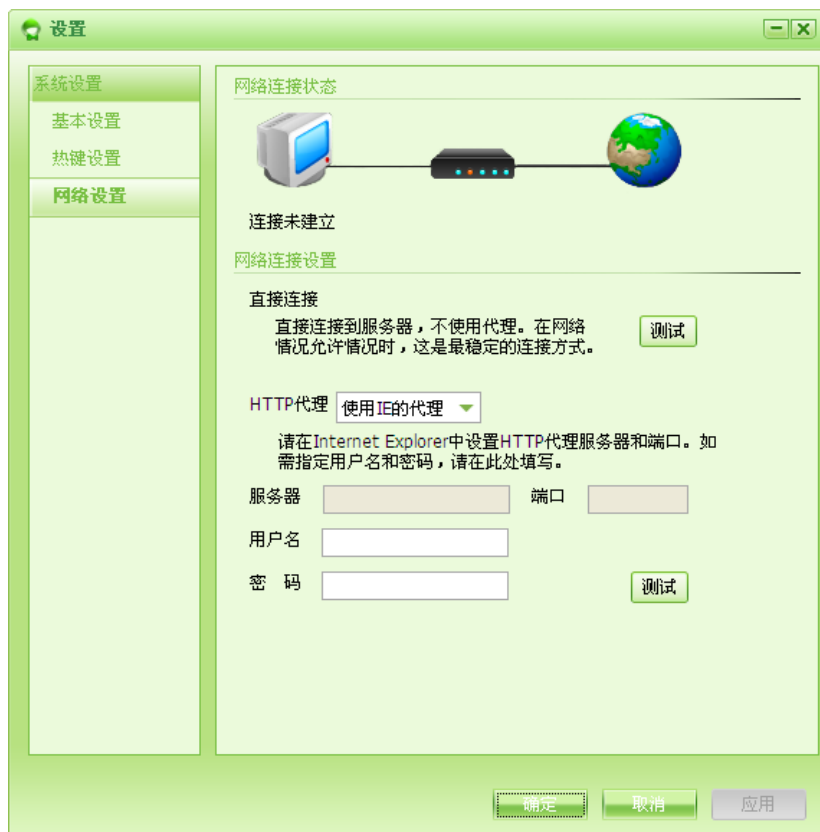 设置
系统设置
基本设置
热键设置
网络设置
网络连接状态
连接未建立
网络连接设置
直接连接
直接连接到服务器，不使用代理。在网络
情况允许情况时，这是最稳定的连接方式。
测试
HTTP代理 使用IE的代理
请在Internet Explorer中设置HTTP代理服务器和端口。如
需指定用户名和密码，请在此处填写。
服务器 端口
用户名
密 码
测试
确定 取消 应用